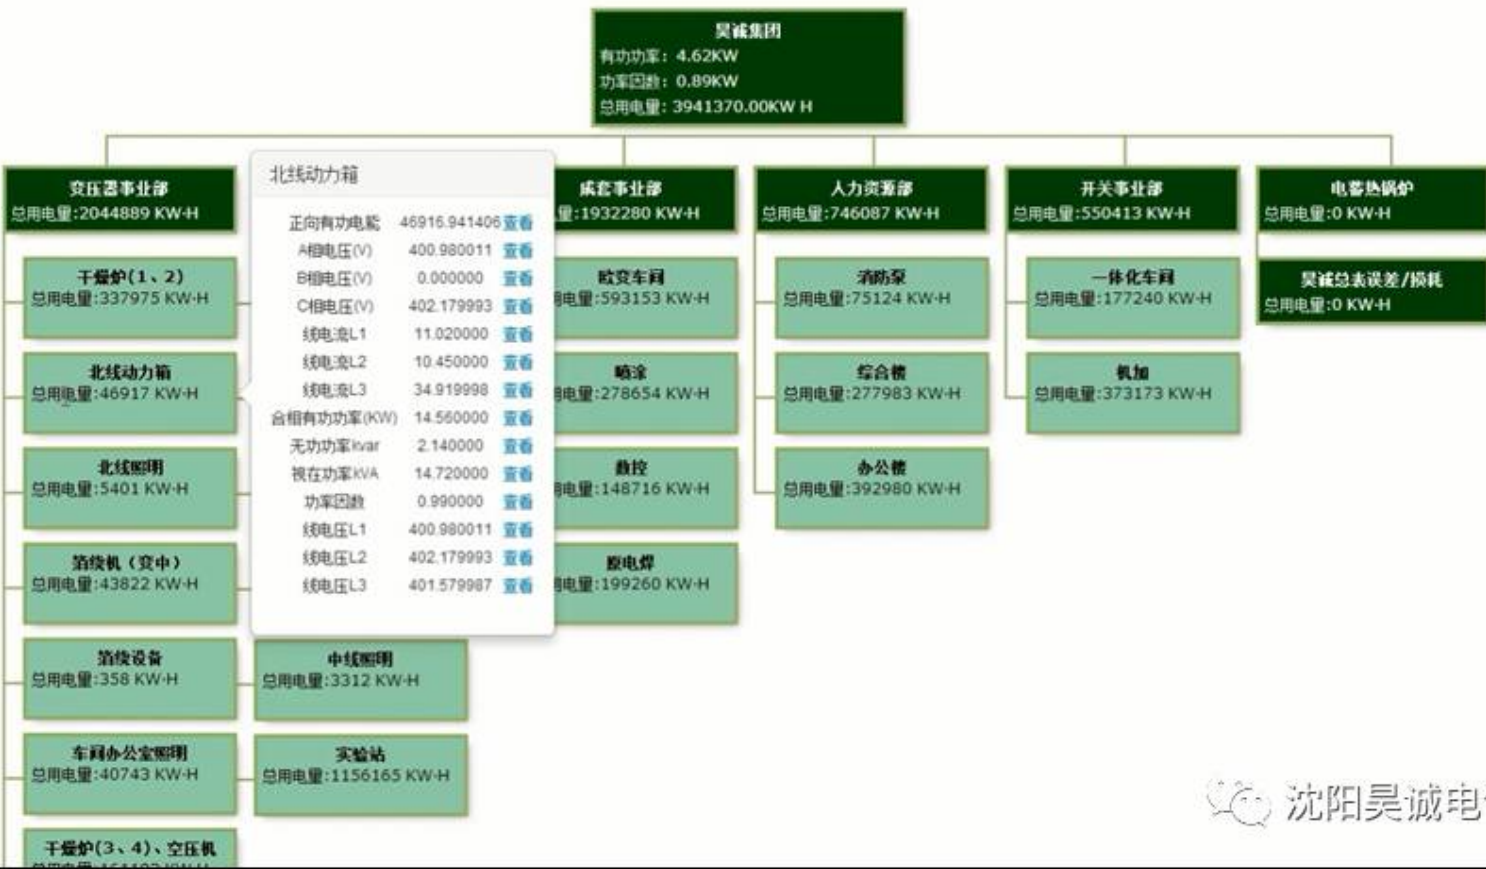 昊诚集团
有功功率：4.62KW
功率因数：0.89KW
总用电量：3941370.00KW H
变压器事业部
总用电量:2044889 KW-H
成套事业部
量:1932280 KW-H
人力资源部
总用电量:746087 KW-H
开关事业部
总用电量:550413 KW-H
电蓄热锅炉
总用电量:0 KW-H
昊诚总表误差/损耗
总用电量:0 KW-H
干燥炉(1、2)
总用电量:337975 KW-H
北线动力箱
总用电量:46917 KW-H
北线照明
总用电量:5401 KW-H
箔绕机（变中）
总用电量:43822 KW-H
箔绕设备
总用电量:358 KW-H
车间办公室照明
总用电量:40743 KW-H
干燥炉(3、4)、空压机
北线动力箱
正向有功电能 46916.941406 查看
A相电压(V) 400.980011 查看
B相电压(V) 0.000000 查看
C相电压(V) 402.179993 查看
线电流L1 11.020000 查看
线电流L2 10.450000 查看
线电流L3 34.919998 查看
合相有功功率(KW) 14.560000 查看
无功功率kvar 2.140000 查看
视在功率kVA 14.720000 查看
功率因数 0.990000 查看
线电压L1 400.980011 查看
线电压L2 402.179993 查看
线电压L3 401.579987 查看
中线照明
总用电量:3312 KW-H
实验站
总用电量:1156165 KW-H
欧变车间
用电量:593153 KW-H
喷涂
用电量:278654 KW-H
数控
用电量:148716 KW-H
原电焊
用电量:199260 KW-H
消防泵
总用电量:75124 KW-H
综合楼
总用电量:277983 KW-H
办公楼
总用电量:392980 KW-H
一体化车间
总用电量:177240 KW-H
机加
总用电量:373173 KW-H
沈阳昊诚电